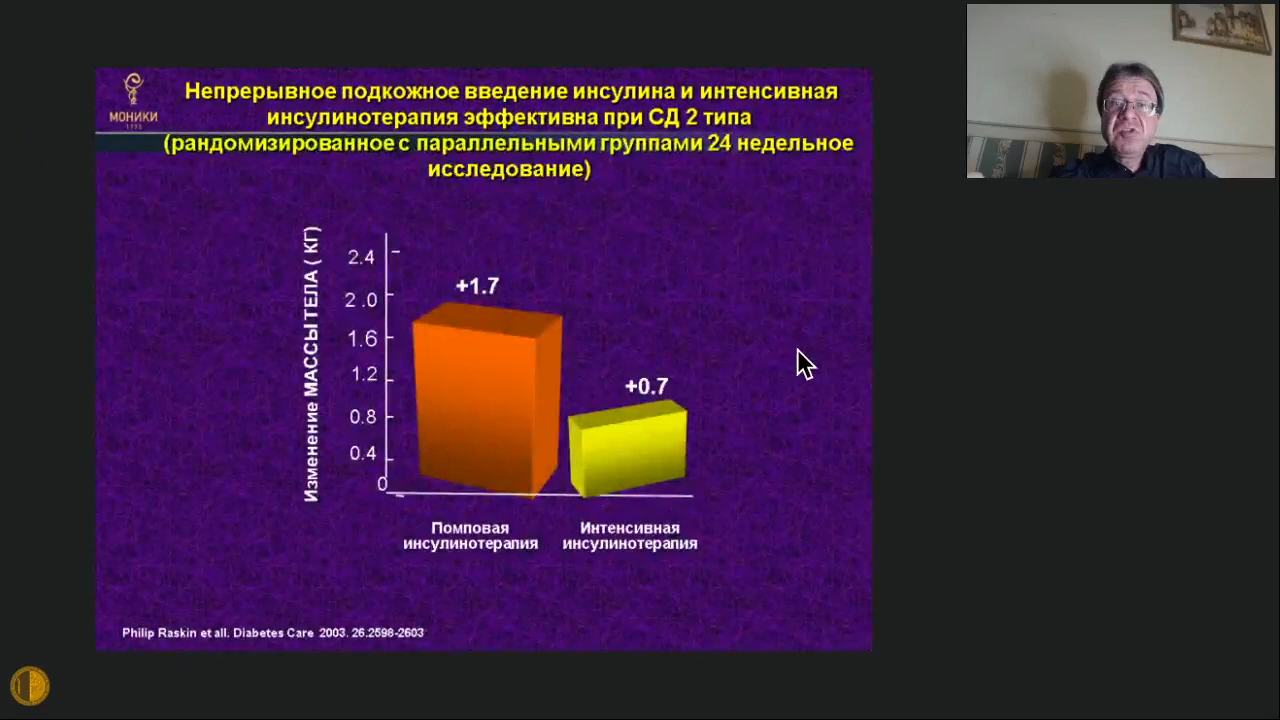 МОНИКИ
1775
Непрерывное подкожное введение инсулина и интенсивная
инсулинотерапия эффективна при СД 2 типа
(рандомизированное с параллельными группами 24 недельное
исследование)
Изменение МАССЫ ТЕЛА ( КГ)
2.4
2 .0
1.6
1.2
0.8
0.4
0
+1.7
+0.7
Помповая
инсулинотерапия
Интенсивная
инсулинотерапия
Philip Raskin et all. Diabetes Care 2003. 26.2598-2603